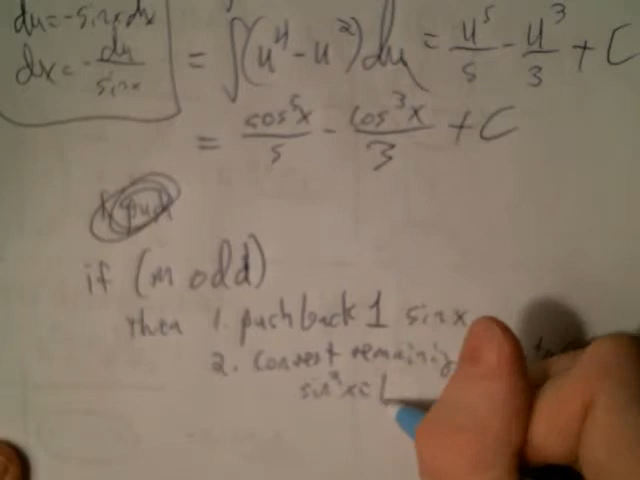 du = -sinx dx
dx = -du/sinx
= ∫(u⁴ - u²)du = u⁵/5 - u³/3 + C
= cos⁵x/5 - cos³x/3 + C
if (m odd)
then 1. push back 1 sinx
2. convert remaining
sin²x =